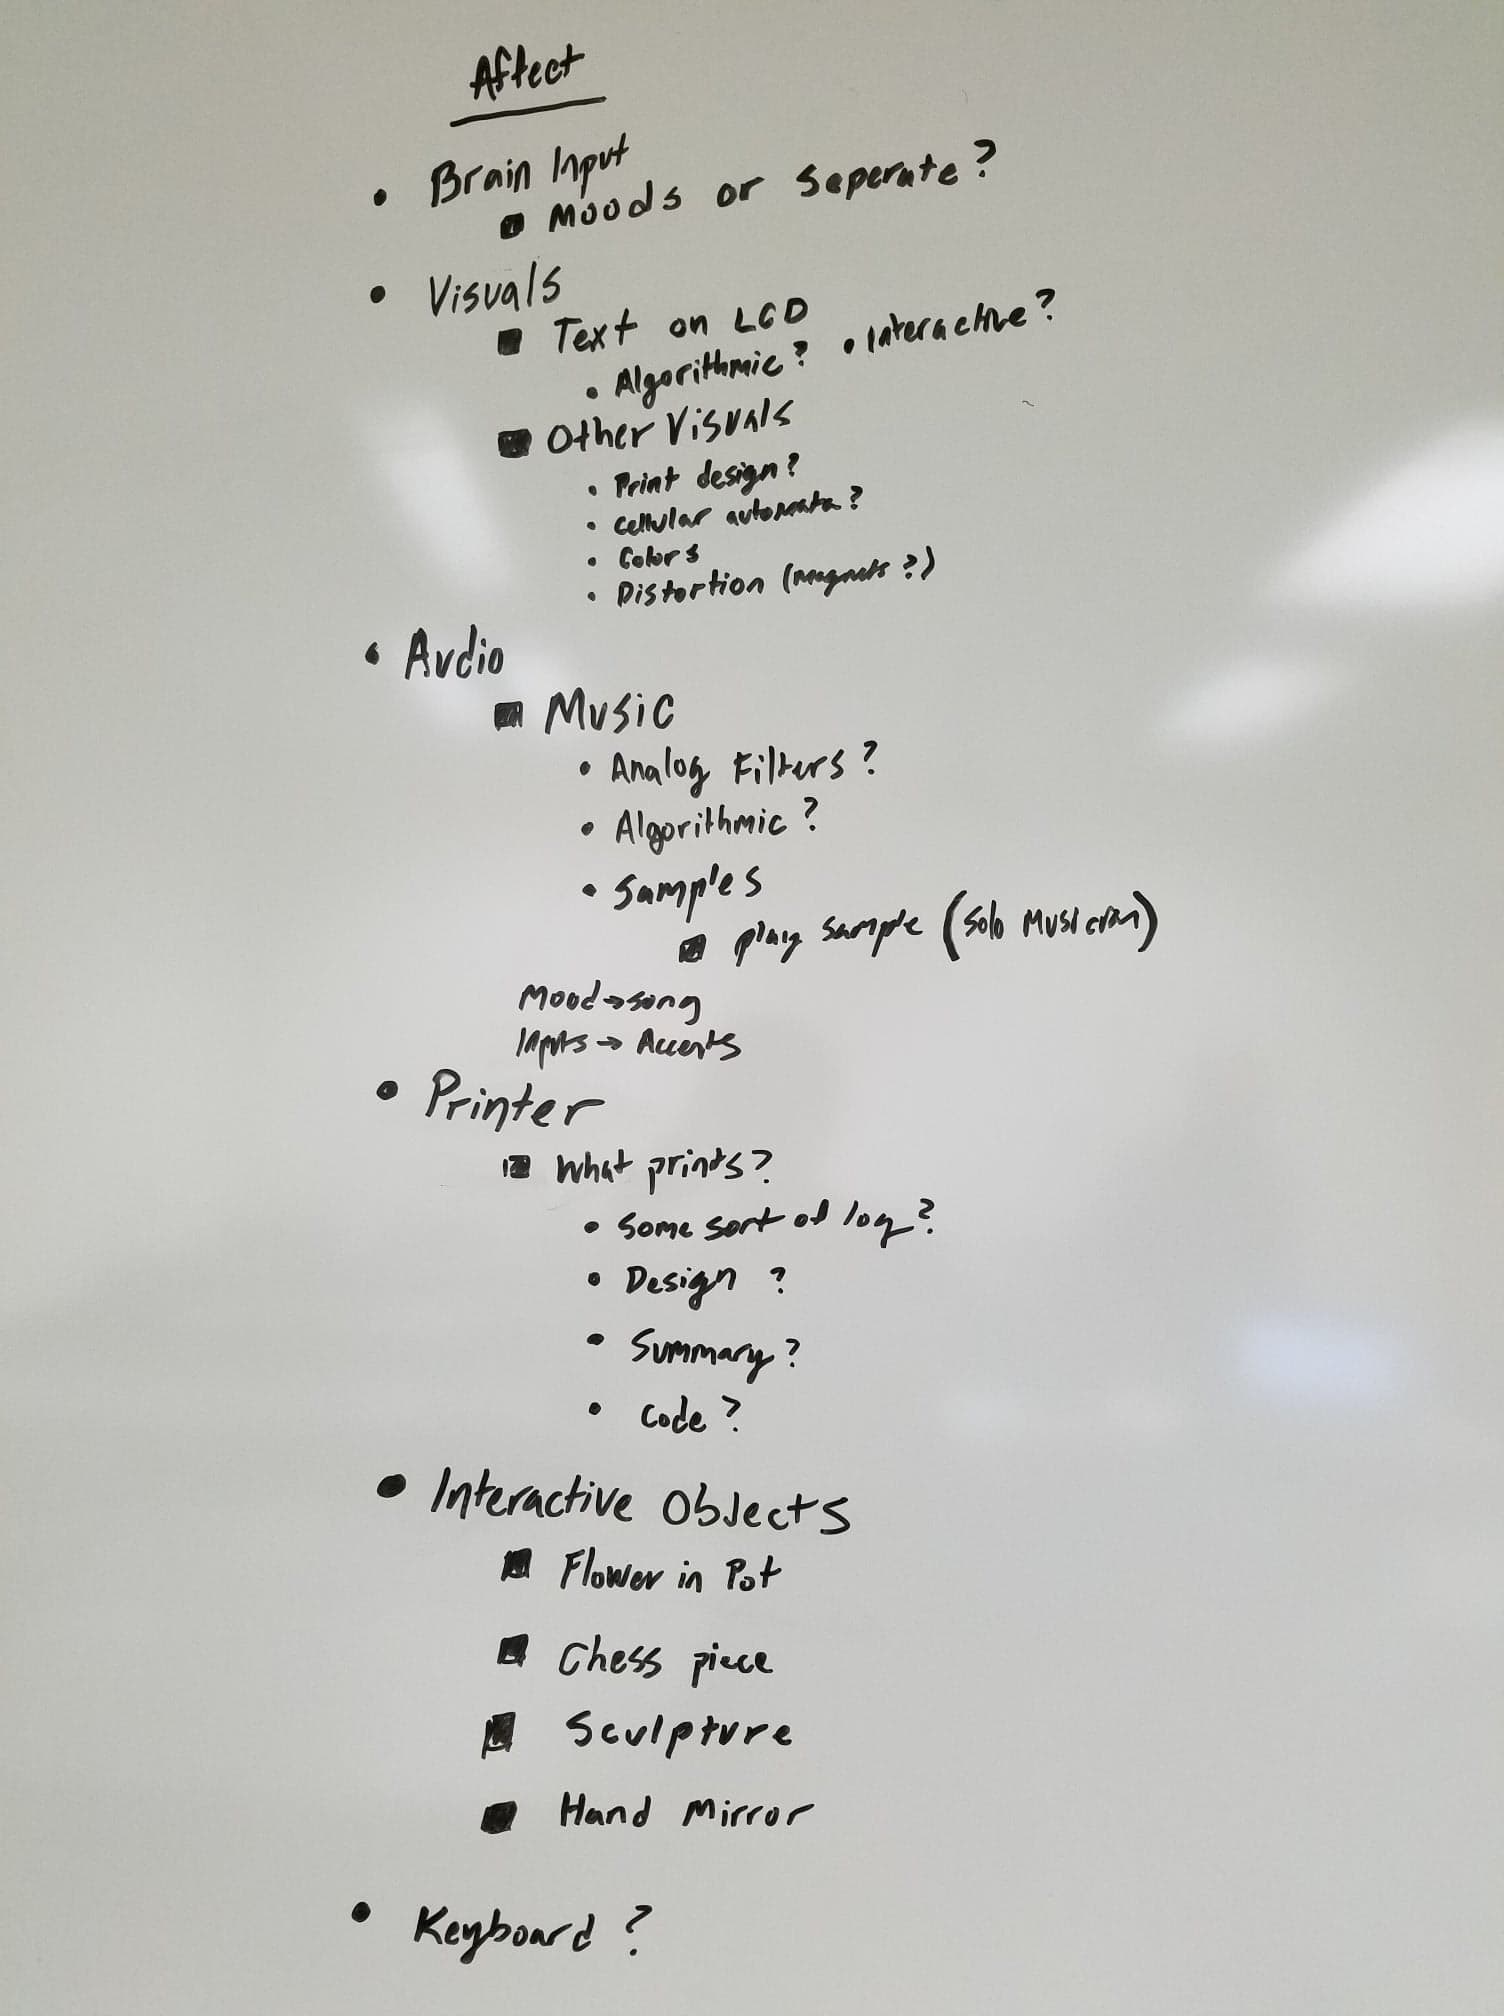 Affect
• Brain Input
▪ Moods or Seperate?
• Visuals
▪ Text on LCD
• Algorithmic? • Interactive?
▪ Other Visuals
• Print design?
• Cellular automata?
• Colors
• Distortion (Magnets?)
• Audio
▪ Music
• Analog Filters?
• Algorithmic?
• Samples
▪ play sample (Solo Musician)
Mood→song
Inputs→ Accents
• Printer
▪ What prints?
• Some sort of log?
• Design ?
• Summary?
• Code?
• Interactive Objects
▪ Flower in Pot
▪ Chess piece
▪ Sculpture
▪ Hand Mirror
• Keyboard ?